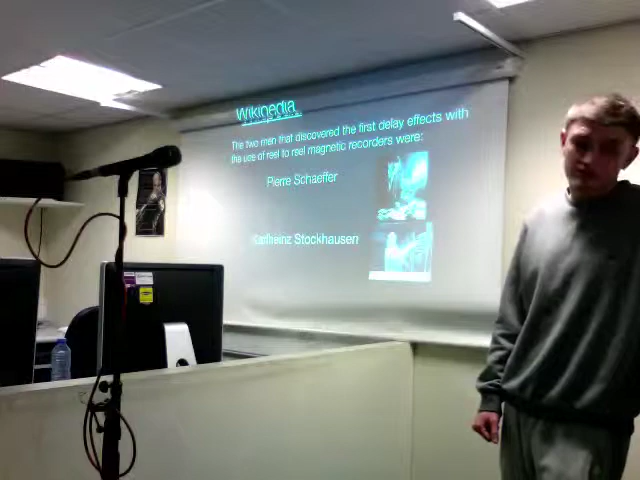 Wikipedia
The two men that discovered the first delay effects with
the use of reel to reel magnetic recorders were:
Pierre Schaeffer
Karlheinz Stockhausen